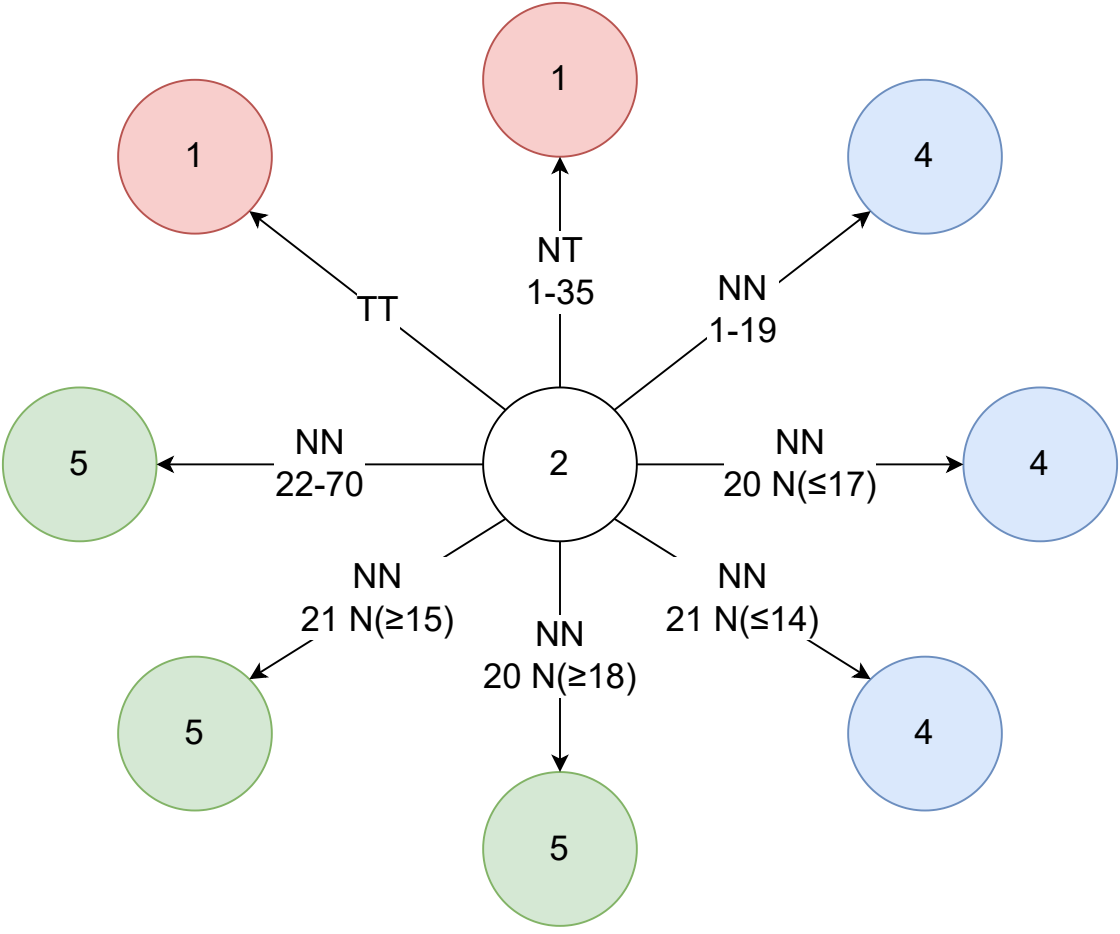 1
1
4
NT
1-35
NN
1-19
TT
5
NN
22-70
2
NN
20 N(≤17)
4
NN
21 N(≥15)
NN
20 N(≥18)
NN
21 N(≤14)
5
5
4